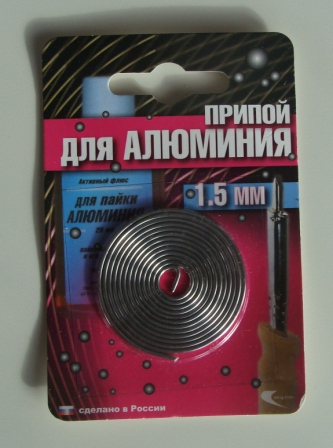 ПРИПОЙ
ДЛЯ АЛЮМИНИЯ
1.5 мм
Активный флюс
для пайки
АЛЮМИНИЯ
сделано в России